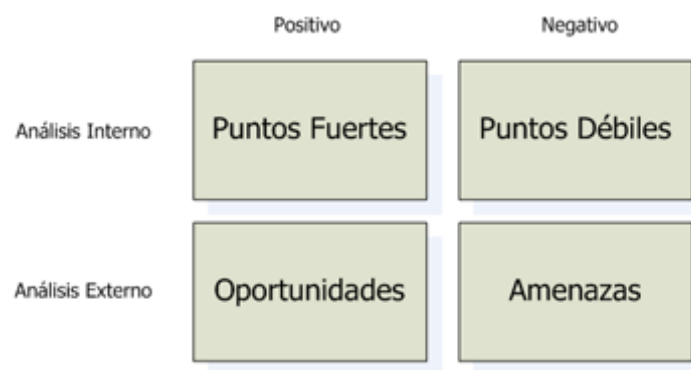 Positivo Negativo
Análisis Interno Puntos Fuertes Puntos Débiles
Análisis Externo Oportunidades Amenazas